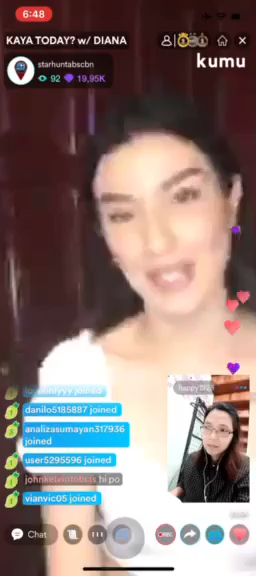 6:48
KAYA TODAY? w/ DIANA
starhuntabscbn
92 19,95K
kumu
joined
danilo5185887 joined
analizasumayan317936
joined
user5295596 joined
hi po
vianvic05 joined
Chat